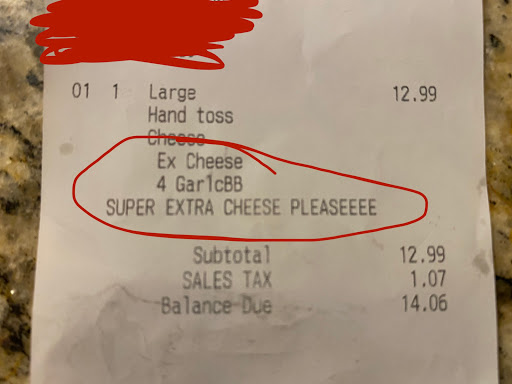 01 1 Large 12.99
Hand toss
Cheese
Ex Cheese
4 GarlcBB
SUPER EXTRA CHEESE PLEASEEEE
Subtotal 12.99
SALES TAX 1.07
Balance Due 14.06